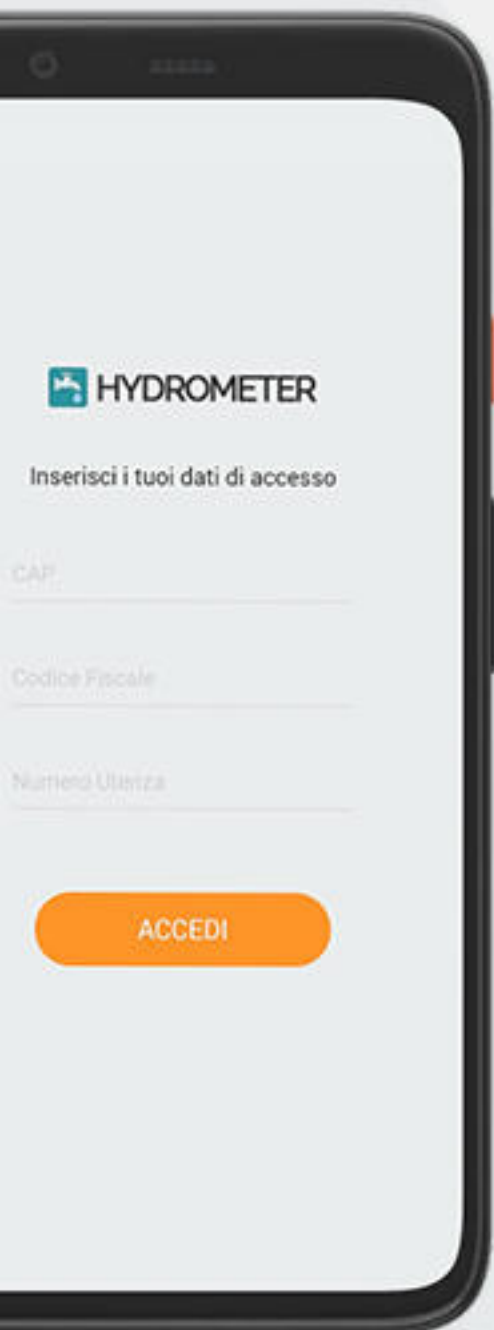 HYDROMETER
Inserisci i tuoi dati di accesso
CAP
Codice Fiscale
Numero Utenza
ACCEDI